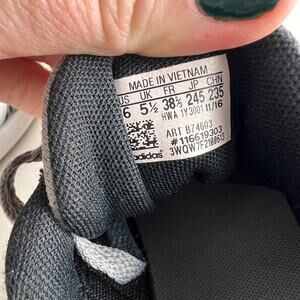 MADE IN VIETNAM
US UK FR JP CHN
6 5½ 38⅔ 245 235
HWA 1Y3001 11/16
ART B74603
#116619303
adidas